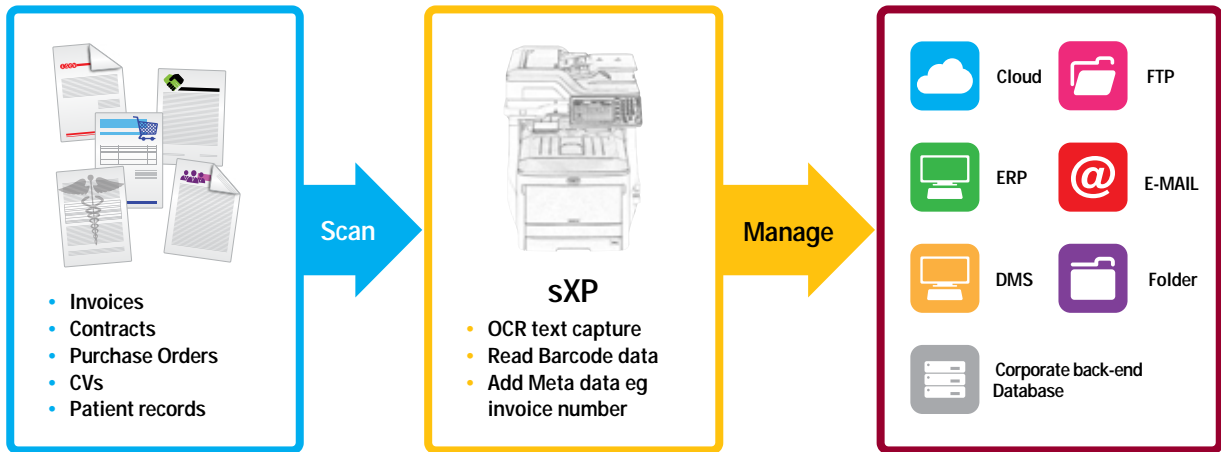 Invoices
Contracts
Purchase Orders
CVs
Patient records
Scan
sXP
OCR text capture
Read Barcode data
Add Meta data eg
invoice number
Manage
Cloud
FTP
ERP
@
E-MAIL
DMS
Folder
Corporate back-end
Database